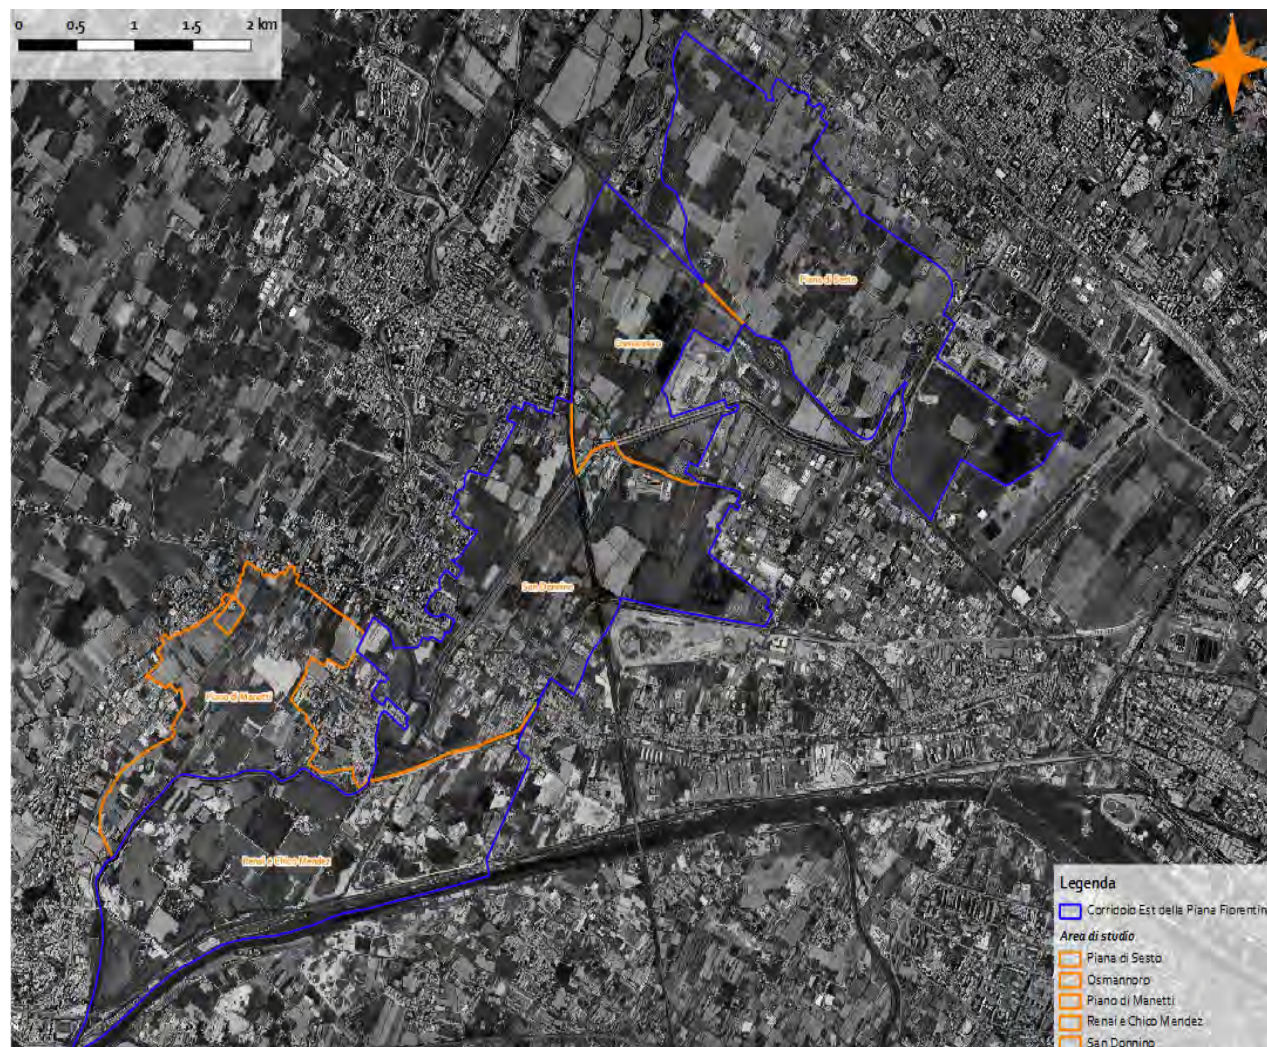 0 0.5 1 1.5 2 km
Piana di Sesto
Osmannoro
San Donnino
Piano di Manetti
Renai e Chico Mendez
Legenda
Corridoio Est della Piana Fiorentin
Area di studio
Piana di Sesto
Osmannoro
Piano di Manetti
Renai e Chico Mendez
San Donnino